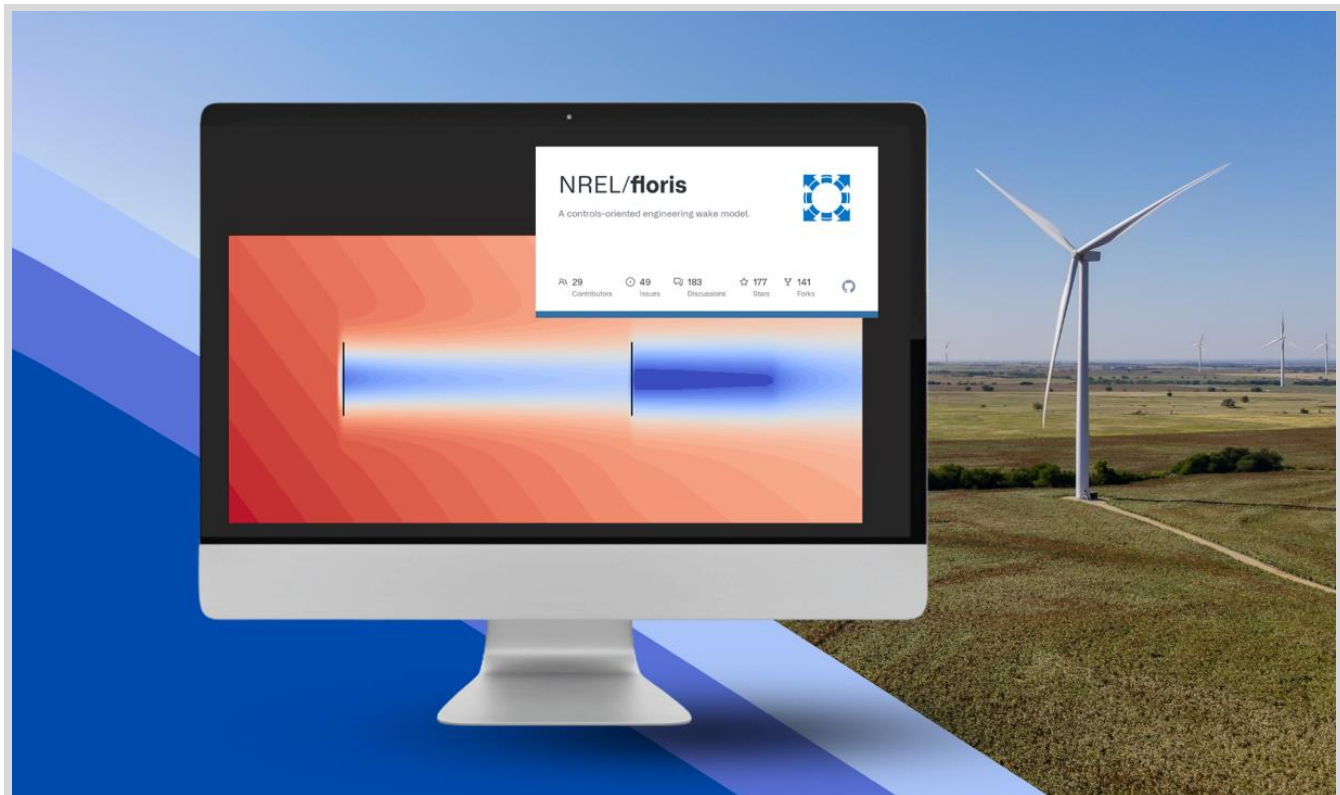 NREL/floris
A controls-oriented engineering wake model.
29 49 183 177 141
Contributors Issues Discussions Stars Forks